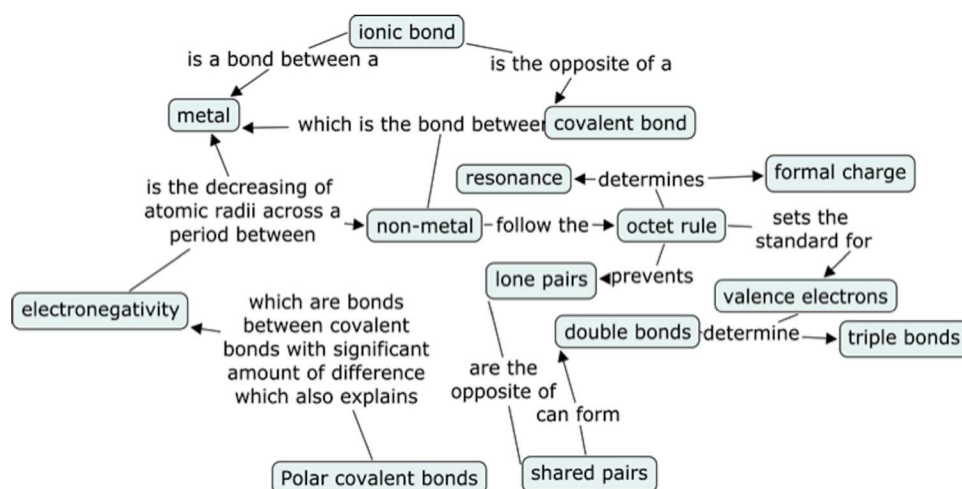 ionic bond
is a bond between a
is the opposite of a
metal
which is the bond between
covalent bond
resonance
determines
formal charge
is the decreasing of
atomic radii across a
period between
non-metal
follow the
octet rule
sets the
standard for
lone pairs
prevents
valence electrons
electronegativity
which are bonds
between covalent
bonds with significant
amount of difference
which also explains
double bonds
determine
triple bonds
are the
opposite of
can form
Polar covalent bonds
shared pairs